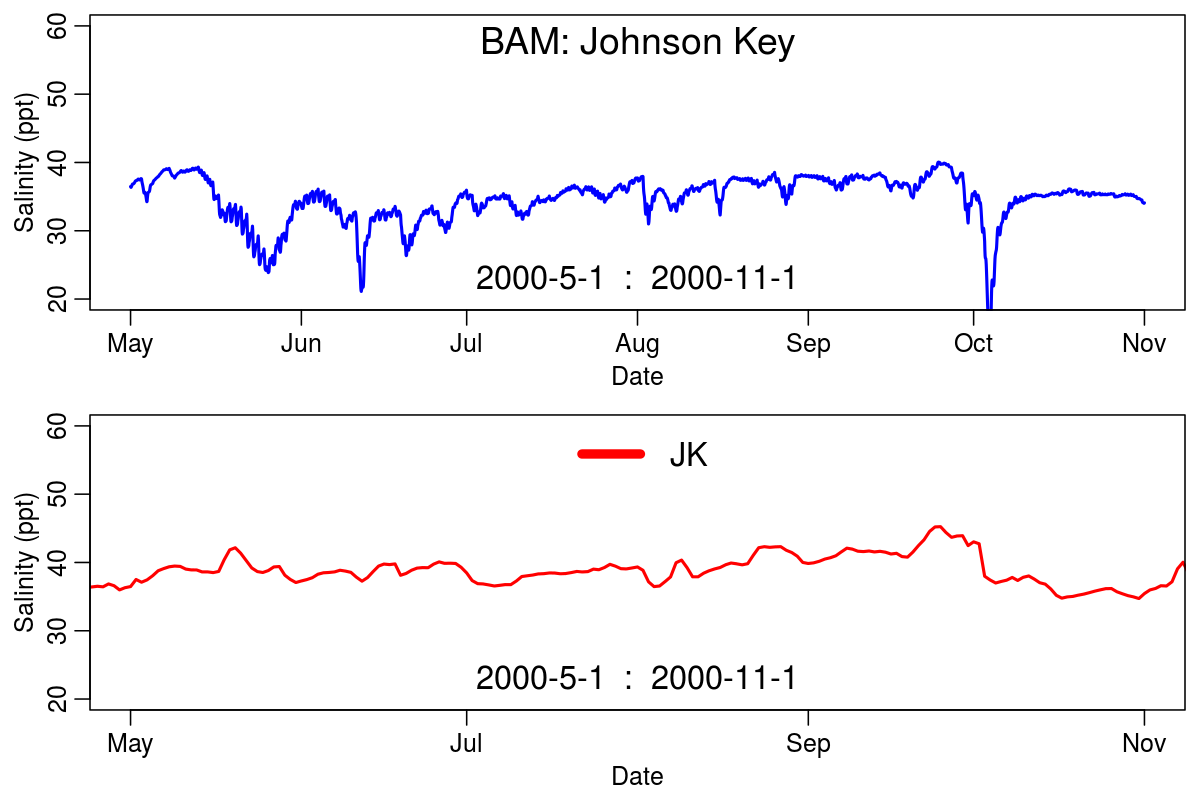 BAM: Johnson Key
Salinity (ppt)
60
50
40
30
20
2000-5-1 : 2000-11-1
May Jun Jul Aug Sep Oct Nov
Date
JK
Salinity (ppt)
60
50
40
30
20
2000-5-1 : 2000-11-1
May Jul Sep Nov
Date